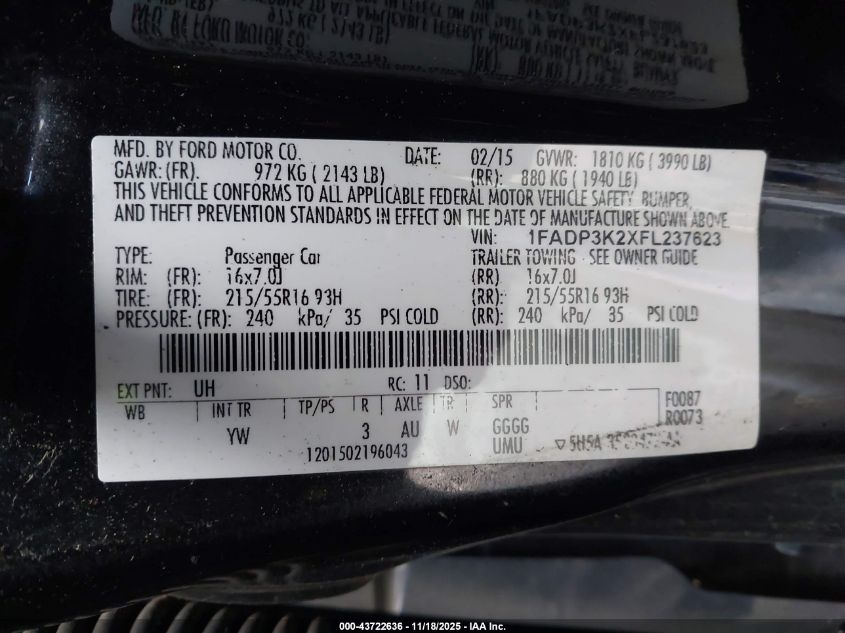 MFD. BY FORD MOTOR CO. DATE: 02/15 GVWR: 1810 KG ( 3990 LB)
GAWR: (FR). 972 KG ( 2143 LB) (RR): 880 KG ( 1940 LB)
THIS VEHICLE CONFORMS TO ALL APPLICABLE FEDERAL MOTOR VEHICLE SAFETY, BUMPER,
AND THEFT PREVENTION STANDARDS IN EFFECT ON THE DATE OF MANUFACTURE SHOWN ABOVE.
VIN: 1FADP3K2XFL237623
TYPE: Passenger Car TRAILER TOWING - SEE OWNER GUIDE
RIM: (FR): 16x7.0J (RR) 16x7.0J
TIRE: (FR): 215/55R16 93H (RR): 215/55R16 93H
PRESSURE: (FR): 240 kPa/ 35 PSI COLD (RR): 240 kPa/ 35 PSI COLD
EXT PNT: UH RC: 11 DSO:
WB INT TR TP/PS R AXLE TR SPR F0087
R0073
YW 3 AU W GGGG
UMU 5H5A
1201502196043
000-43722636 - 11/18/2025 - IAA Inc.